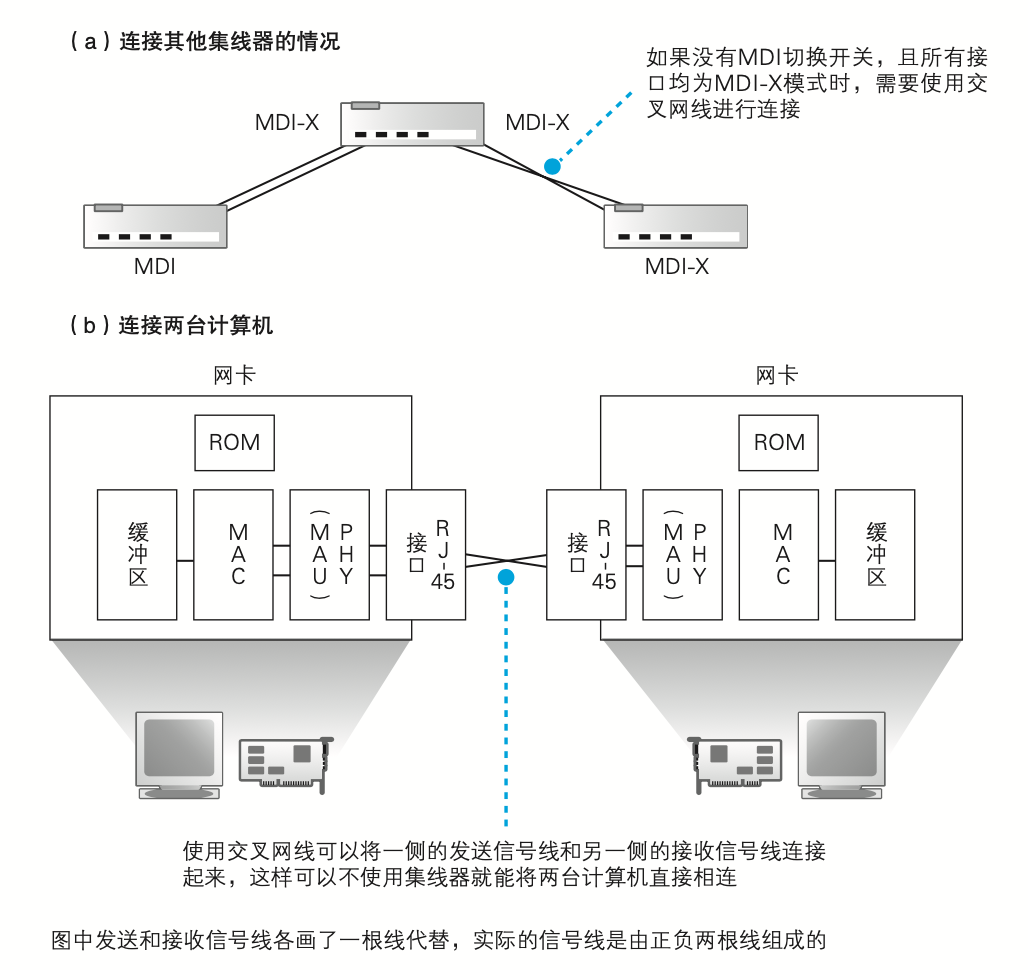 （a）连接其他集线器的情况
如果没有MDI切换开关，且所有接
口均为MDI-X模式时，需要使用交
叉网线进行连接
MDI-X
MDI-X
MDI
MDI-X
（b）连接两台计算机
网卡
网卡
ROM
ROM
缓冲区
MAC
PHY
（MAU）
RJ-45
接口
RJ-45
接口
PHY
（MAU）
MAC
缓冲区
使用交叉网线可以将一侧的发送信号线和另一侧的接收信号线连接
起来，这样可以不使用集线器就能将两台计算机直接相连
图中发送和接收信号线各画了一根线代替，实际的信号线是由正负两根线组成的